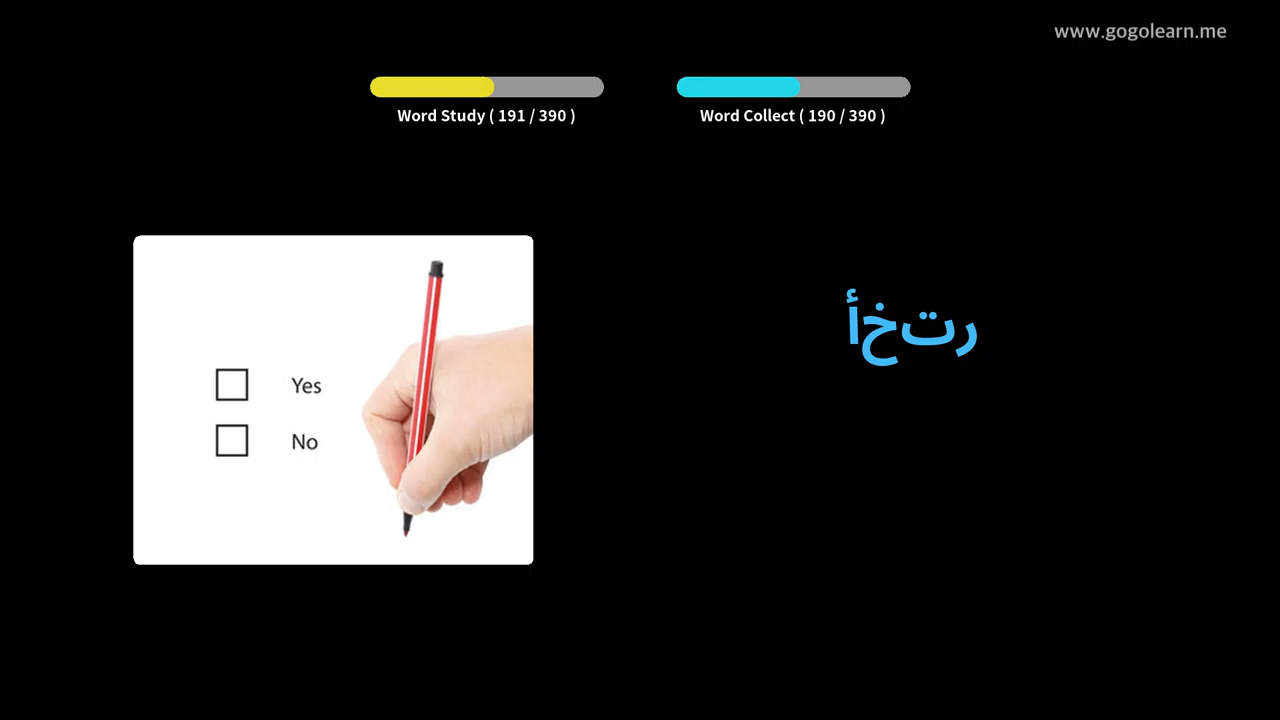 www.gogolearn.me
Word Study ( 191 / 390 )
Word Collect ( 190 / 390 )
رتخأ
Yes
No